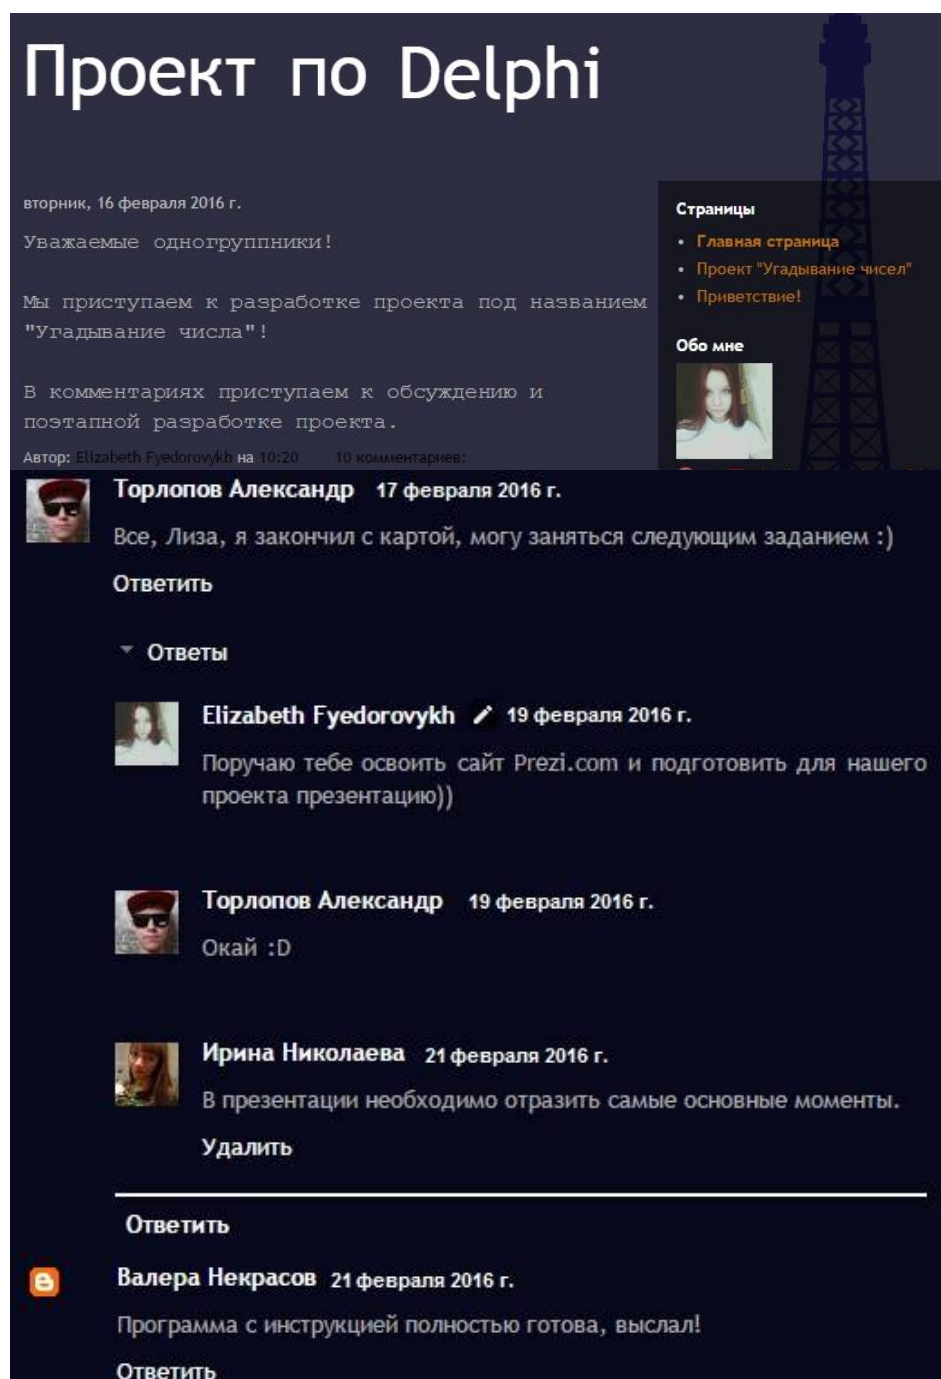 Проект по Delphi
вторник, 16 февраля 2016 г.
Уважаемые одногруппники!
Мы приступаем к разработке проекта под названием
"Угадывание числа"!
В комментариях приступаем к обсуждению и
поэтапной разработке проекта.
Автор: Elizabeth Fyedorovykh на 10:20 10 комментариев:
Страницы
• Главная страница
• Проект "Угадывание чисел"
• Приветствие!
Обо мне
Торлопов Александр 17 февраля 2016 г.
Все, Лиза, я закончил с картой, могу заняться следующим заданием :)
Ответить
Ответы
Elizabeth Fyedorovykh 19 февраля 2016 г.
Поручаю тебе освоить сайт Prezi.com и подготовить для нашего
проекта презентацию))
Торлопов Александр 19 февраля 2016 г.
Окай :D
Ирина Николаева 21 февраля 2016 г.
В презентации необходимо отразить самые основные моменты.
Удалить
Ответить
Валера Некрасов 21 февраля 2016 г.
Программа с инструкцией полностью готова, выслал!
Ответить